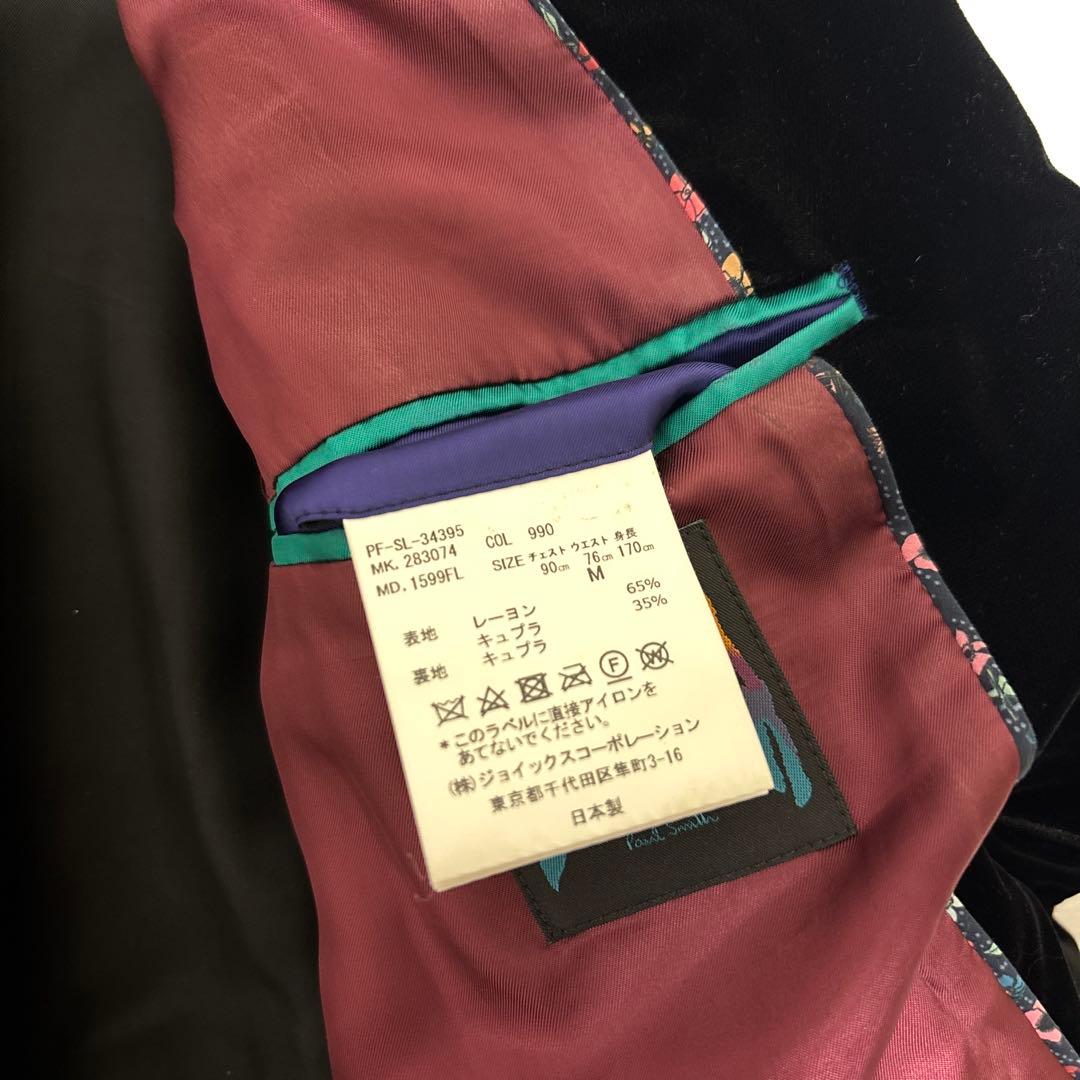 PF-SL-34395 COL 990
MK. 283074 SIZE チェスト ウエスト 身長
MD. 1599FL 90cm 76cm 170cm
M
表地 レーヨン 65%
キュプラ 35%
裏地 キュプラ
F W
*このラベルに直接アイロンを
あてないでください。
(株)ジョイックスコーポレーション
東京都千代田区隼町3-16
日本製
Paul Smith